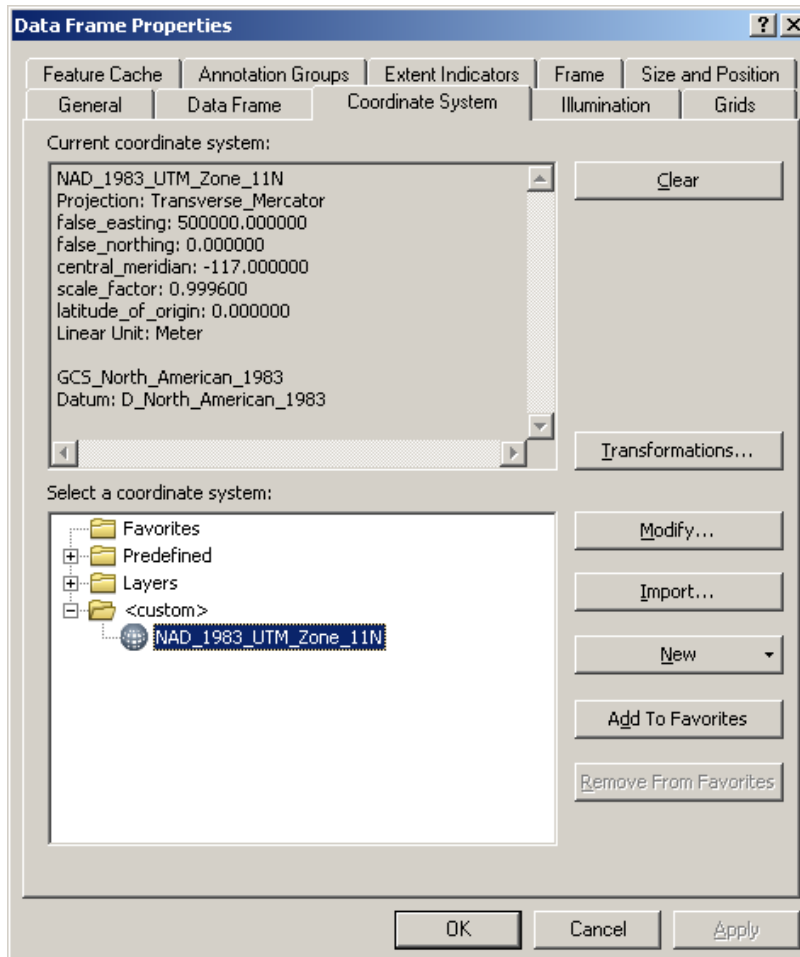 Data Frame Properties
Feature Cache Annotation Groups Extent Indicators Frame Size and Position
General Data Frame Coordinate System Illumination Grids
Current coordinate system:
NAD_1983_UTM_Zone_11N
Projection: Transverse_Mercator
false_easting: 500000.000000
false_northing: 0.000000
central_meridian: -117.000000
scale_factor: 0.999600
latitude_of_origin: 0.000000
Linear Unit: Meter
GCS_North_American_1983
Datum: D_North_American_1983
Clear
Transformations...
Select a coordinate system:
Favorites
Predefined
Layers
<custom>
NAD_1983_UTM_Zone_11N
Modify...
Import...
New
Add To Favorites
Remove From Favorites
OK Cancel Apply